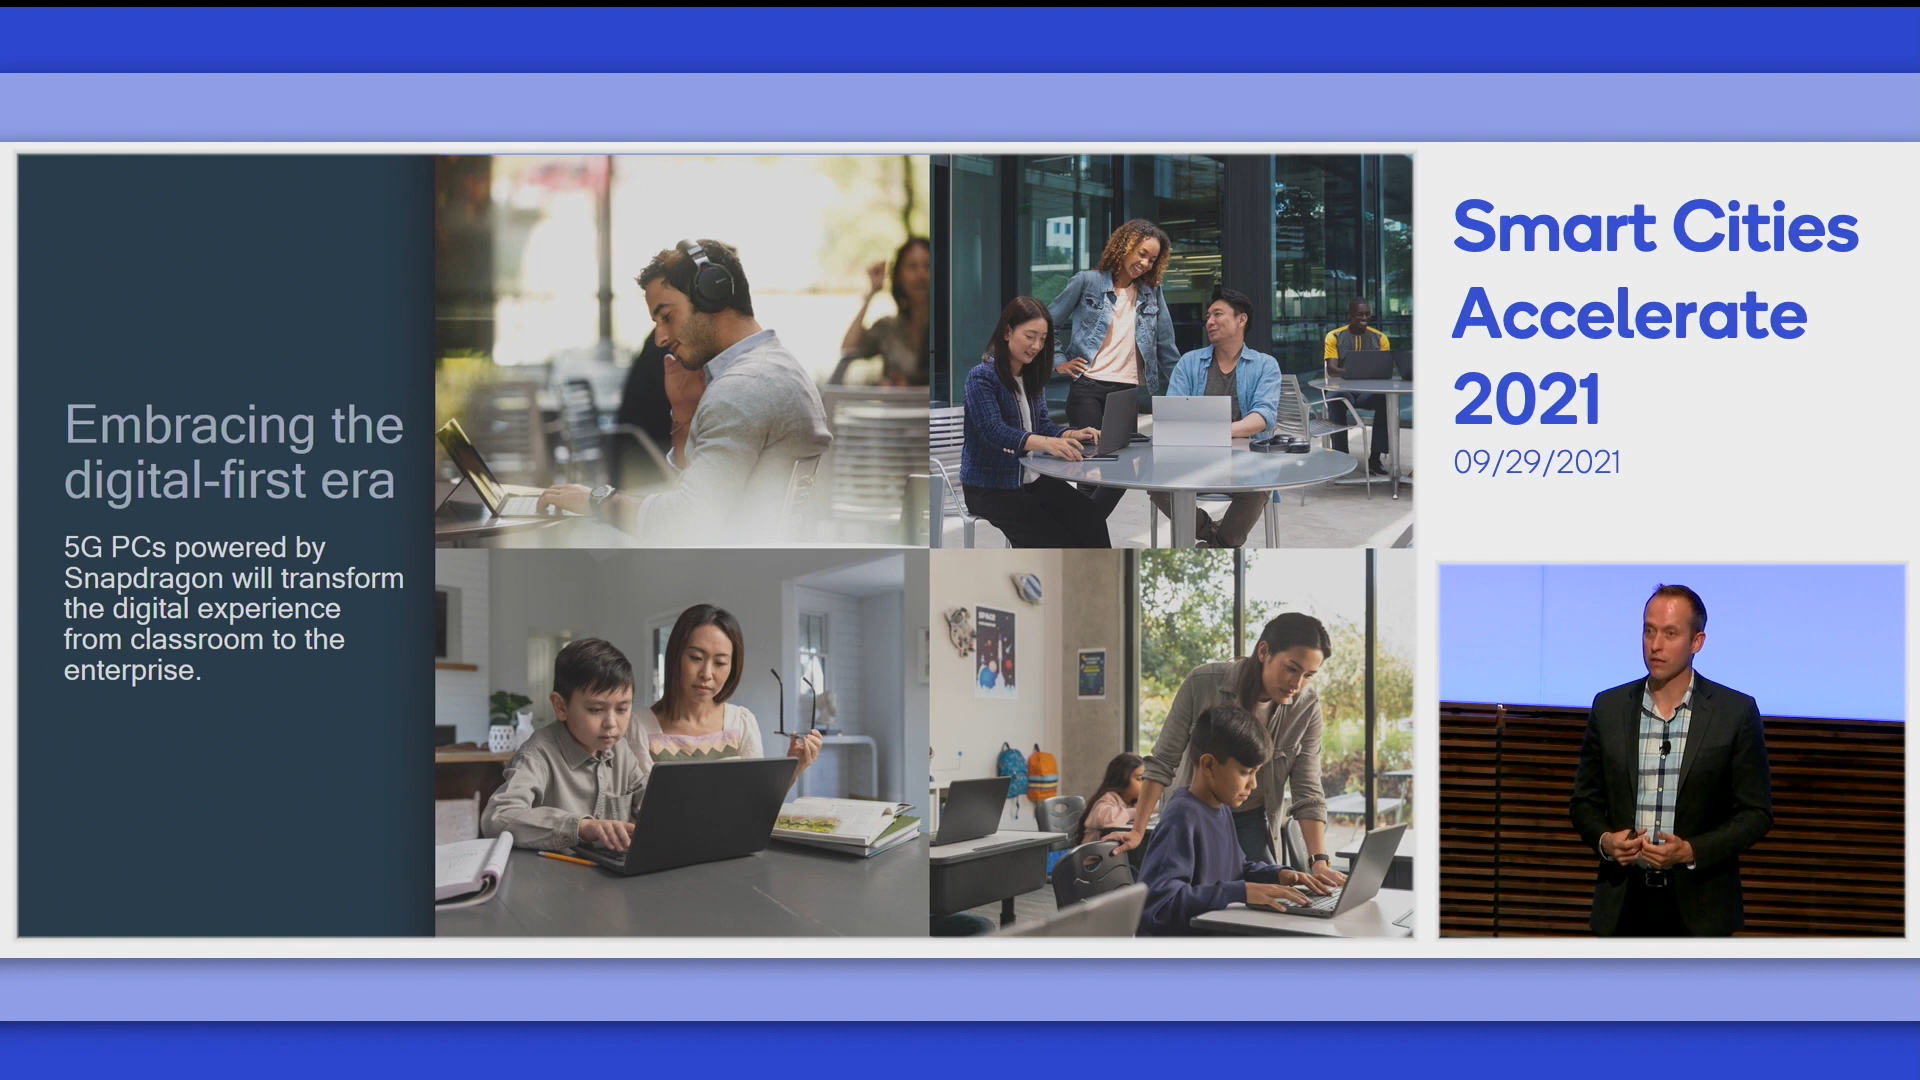 Embracing the
digital-first era
5G PCs powered by
Snapdragon will transform
the digital experience
from classroom to the
enterprise.
Smart Cities
Accelerate
2021
09/29/2021
SPACE